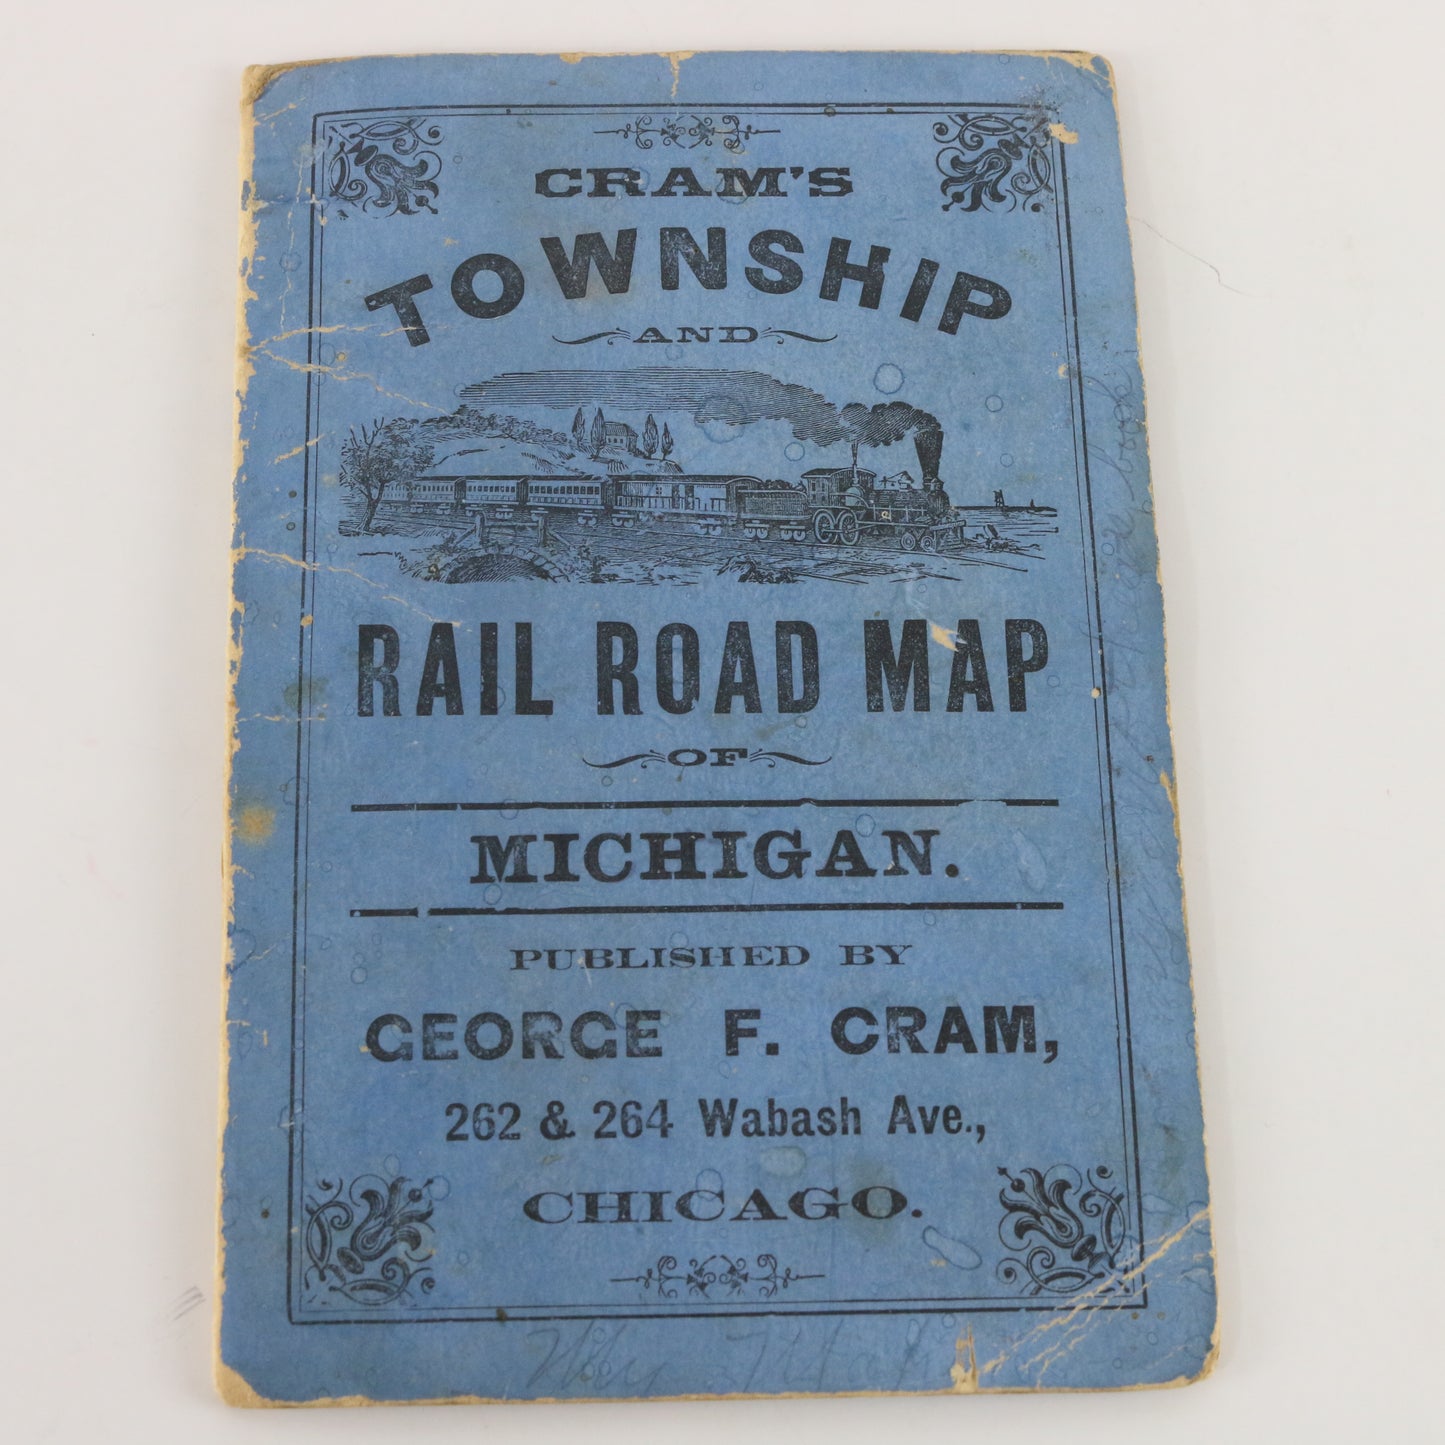 CRAM'S
TOWNSHIP
AND
RAIL ROAD MAP
OF
MICHIGAN.
PUBLISHED BY
GEORGE F. CRAM,
262 & 264 Wabash Ave.,
CHICAGO.